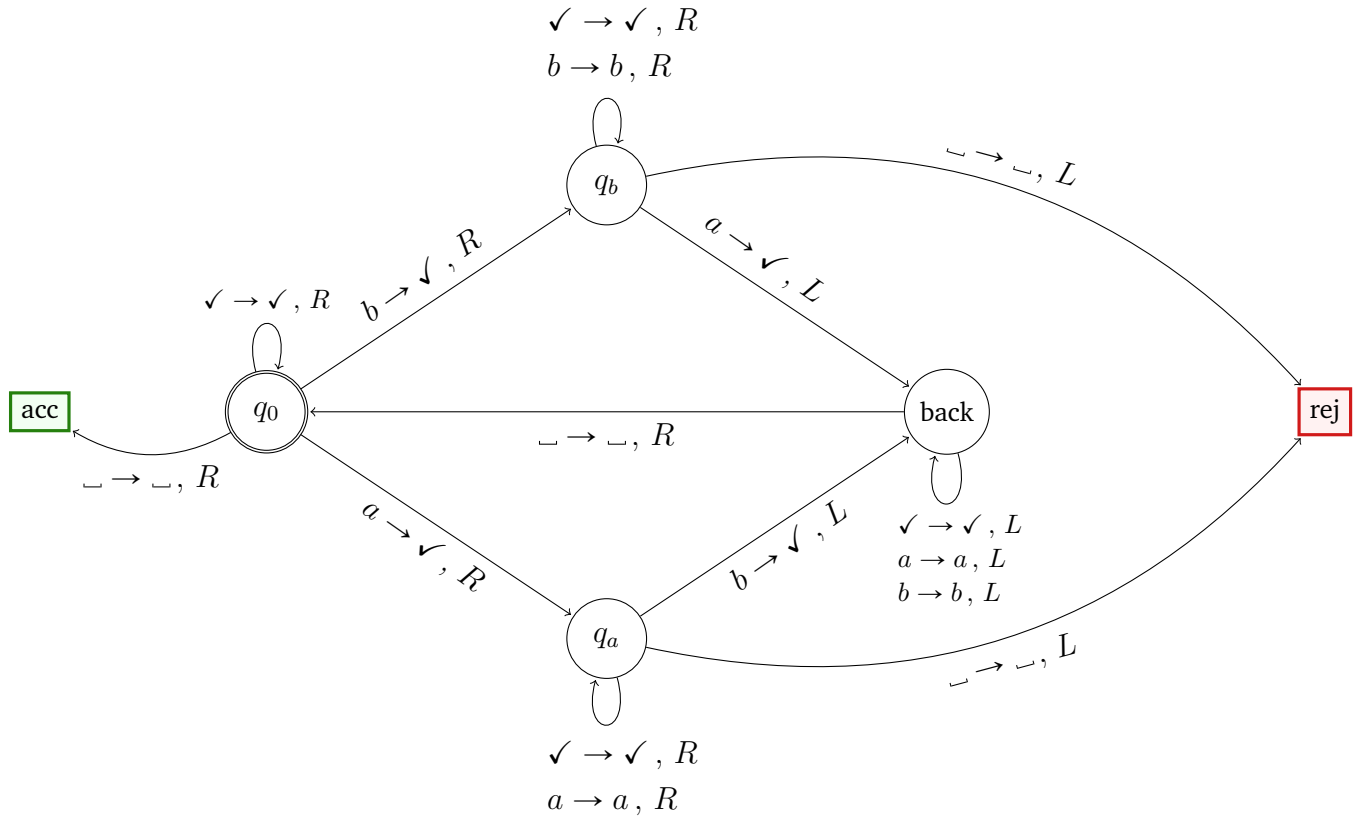 ✓ → ✓, R
b → b, R
q_b
␣ → ␣, L
b → ✓, R
a → ✓, L
✓ → ✓, R
acc
q_0
back
rej
␣ → ␣, R
␣ → ␣, R
a → ✓, R
b → ✓, L
✓ → ✓, L
a → a, L
b → b, L
q_a
␣ → ␣, L
✓ → ✓, R
a → a, R